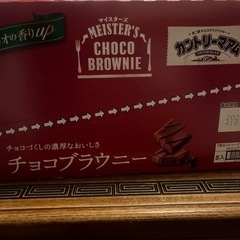 オの香りup
マイスターズ
MEISTER'S
CHOCO
BROWNIE
カントリーマアム
チョコづくしの濃厚なおいしさ
チョコブラウニー